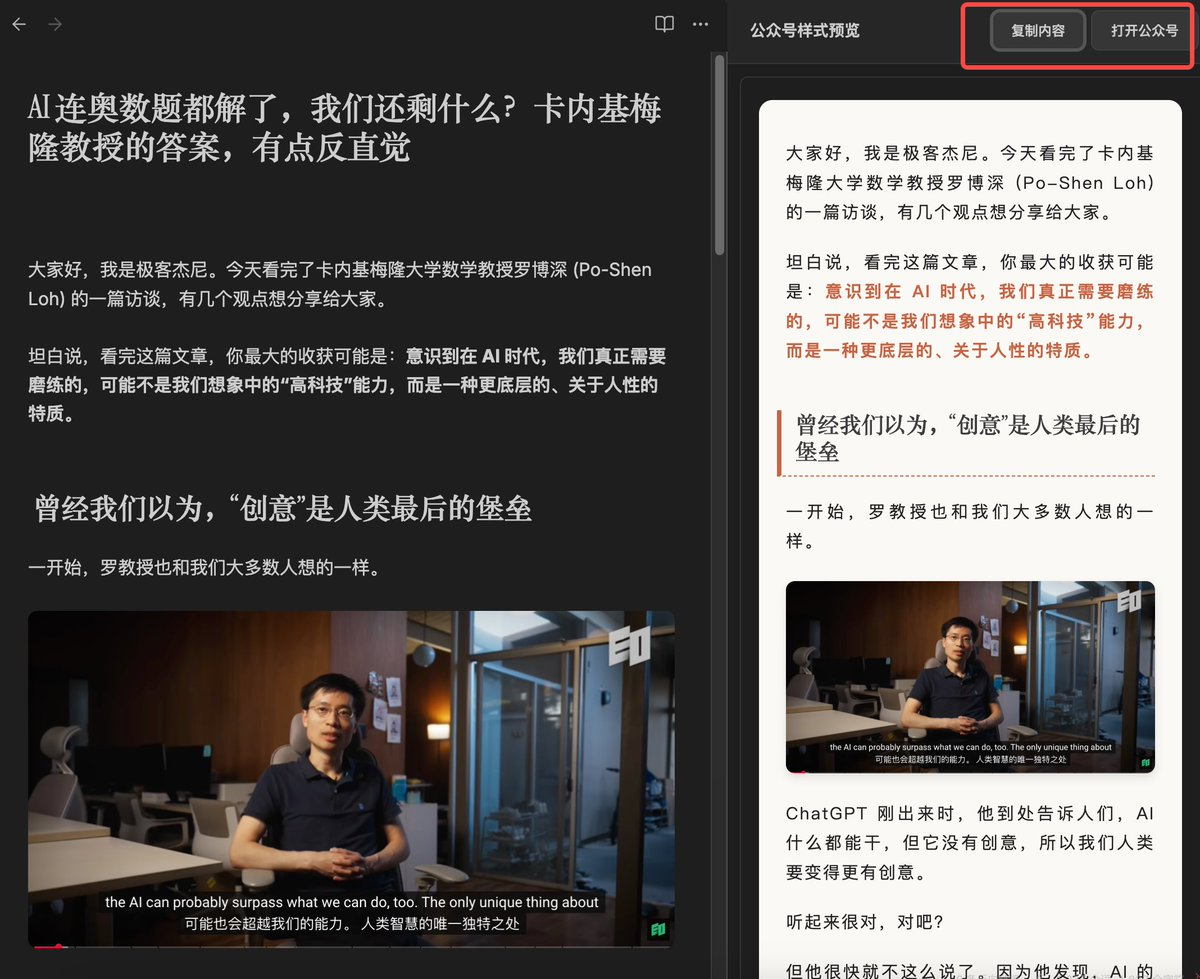 公众号样式预览
复制内容
打开公众号
AI 连奥数题都解了，我们还剩什么？卡内基梅
隆教授的答案，有点反直觉
大家好，我是极客杰尼。今天看完了卡内基梅隆大学数学教授罗博深 (Po-Shen
Loh) 的一篇访谈，有几个观点想分享给大家。
坦白说，看完这篇文章，你最大的收获可能是：意识到在 AI 时代，我们真正需要
磨练的，可能不是我们想象中的“高科技”能力，而是一种更底层的、关于人性的
特质。
曾经我们以为，“创意”是人类最后的堡垒
一开始，罗教授也和我们大多数人想的一样。
EO
the AI can probably surpass what we can do, too. The only unique thing about
可能也会超越我们的能力。 人类智慧的唯一独特之处
EO
大家好，我是极客杰尼。今天看完了卡内基
梅隆大学数学教授罗博深 (Po-Shen Loh)
的一篇访谈，有几个观点想分享给大家。
坦白说，看完这篇文章，你最大的收获可能
是：意识到在 AI 时代，我们真正需要磨练
的，可能不是我们想象中的“高科技”能力，
而是一种更底层的、关于人性的特质。
曾经我们以为，“创意”是人类最后的
堡垒
一开始，罗教授也和我们大多数人想的一
样。
EO
the AI can probably surpass what we can do, too. The only unique thing about
可能也会超越我们的能力。 人类智慧的唯一独特之处
EO
ChatGPT 刚出来时，他到处告诉人们，AI
什么都能干，但它没有创意，所以我们人类
要变得更有创意。
听起来很对，对吧？
但他很快就不这么说了。因为他发现，AI 的